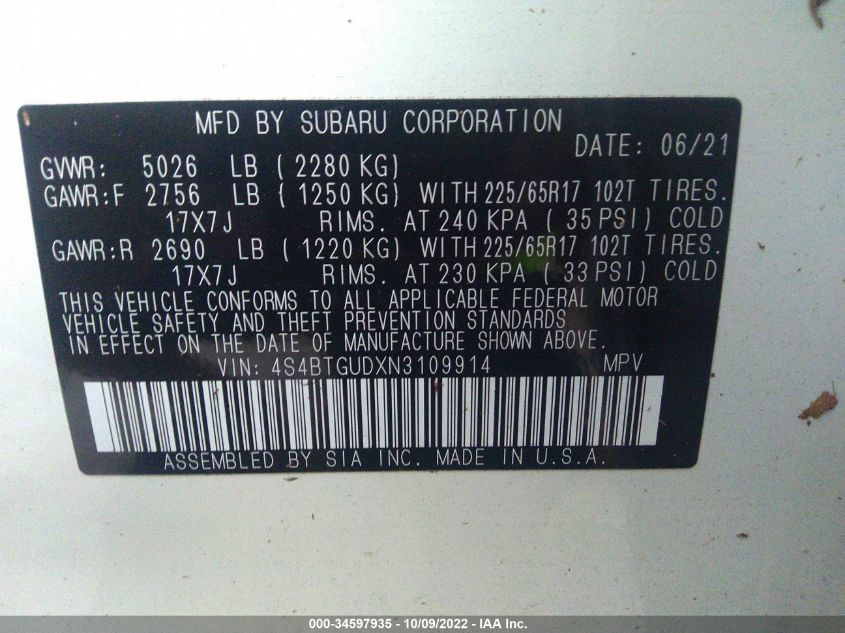 MFD BY SUBARU CORPORATION
DATE: 06/21
GVWR: 5026 LB ( 2280 KG)
GAWR:F 2756 LB ( 1250 KG) WITH 225/65R17 102T TIRES.
17X7J RIMS. AT 240 KPA ( 35 PSI) COLD
GAWR:R 2690 LB ( 1220 KG) WITH 225/65R17 102T TIRES.
17X7J RIMS. AT 230 KPA ( 33 PSI) COLD
THIS VEHICLE CONFORMS TO ALL APPLICABLE FEDERAL MOTOR
VEHICLE SAFETY AND THEFT PREVENTION STANDARDS
IN EFFECT ON THE DATE OF MANUFACTURE SHOWN ABOVE.
VIN: 4S4BTGUDXN3109914 MPV
ASSEMBLED BY SIA INC. MADE IN U.S.A.
000-34597935 - 10/09/2022 - IAA Inc.